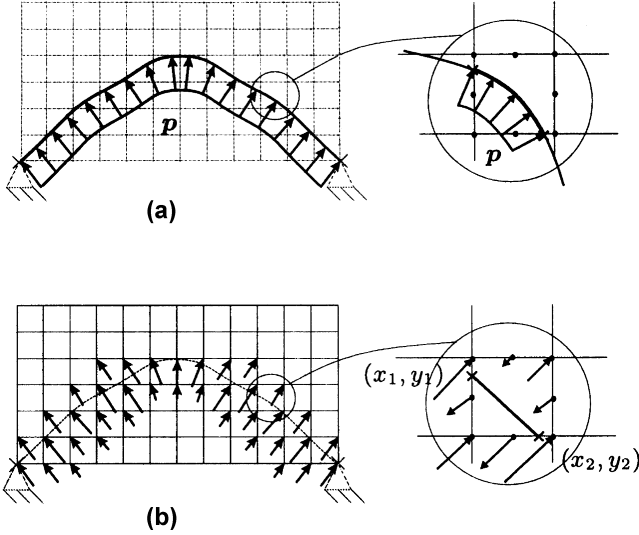 p
p
(a)
(x₁, y₁)
(x₂, y₂)
(b)